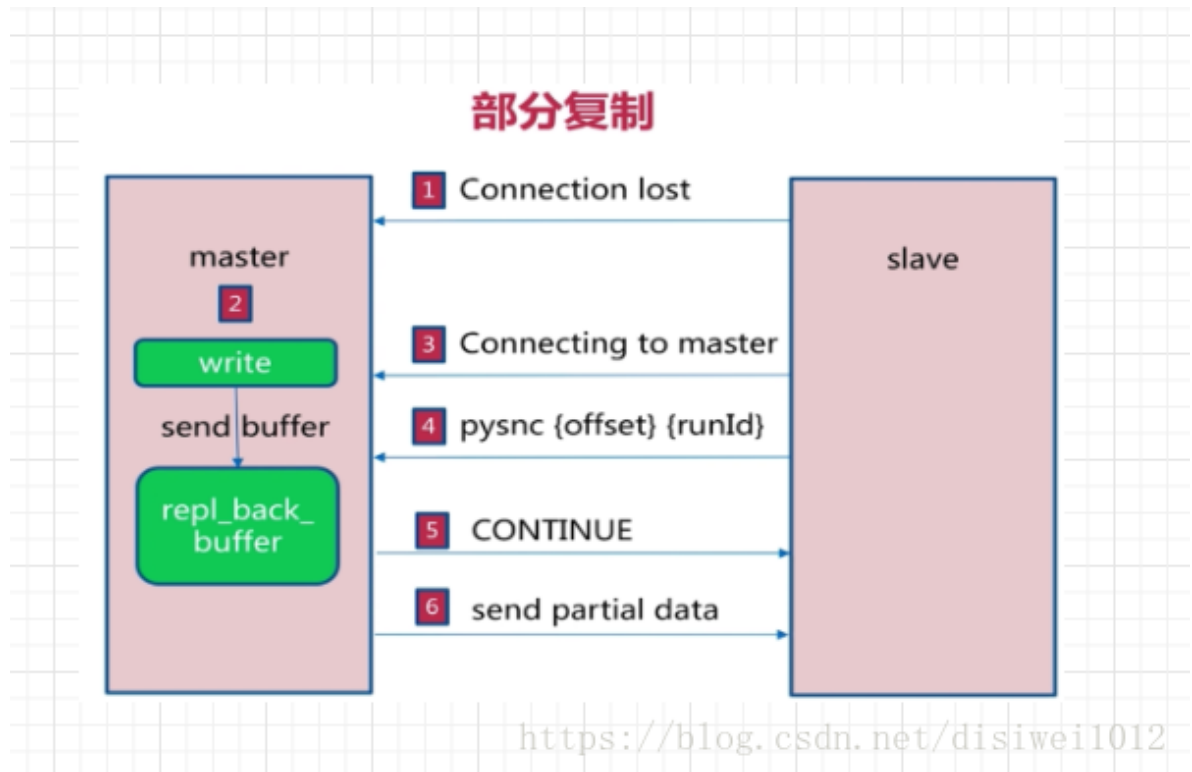 部分复制
1 Connection lost
master
slave
2
3 Connecting to master
write
send buffer
4 pysnc {offset} {runId}
repl_back_
buffer
5 CONTINUE
6 send partial data
https://blog.csdn.net/disiwei1012